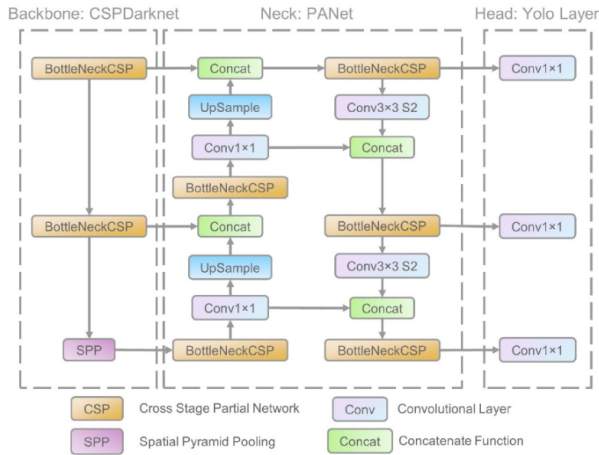 Backbone: CSPDarknet Neck: PANet Head: Yolo Layer
BottleNeckCSP Concat BottleNeckCSP Conv1×1
UpSample Conv3×3 S2
Conv1×1 Concat
BottleNeckCSP
BottleNeckCSP Concat BottleNeckCSP Conv1×1
UpSample Conv3×3 S2
Conv1×1 Concat
SPP BottleNeckCSP BottleNeckCSP Conv1×1
CSP Cross Stage Partial Network Conv Convolutional Layer
SPP Spatial Pyramid Pooling Concat Concatenate Function